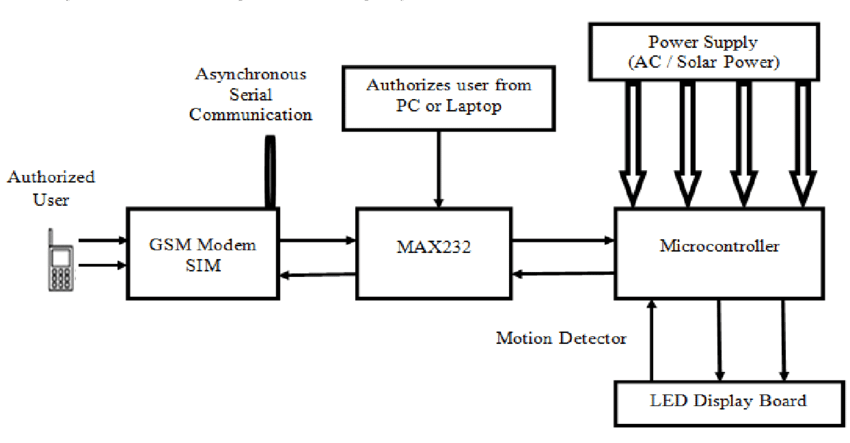 Power Supply
(AC / Solar Power)
Asynchronous
Serial
Communication
Authorizes user from
PC or Laptop
Authorized
User
GSM Modem
SIM
MAX232
Microcontroller
Motion Detector
LED Display Board